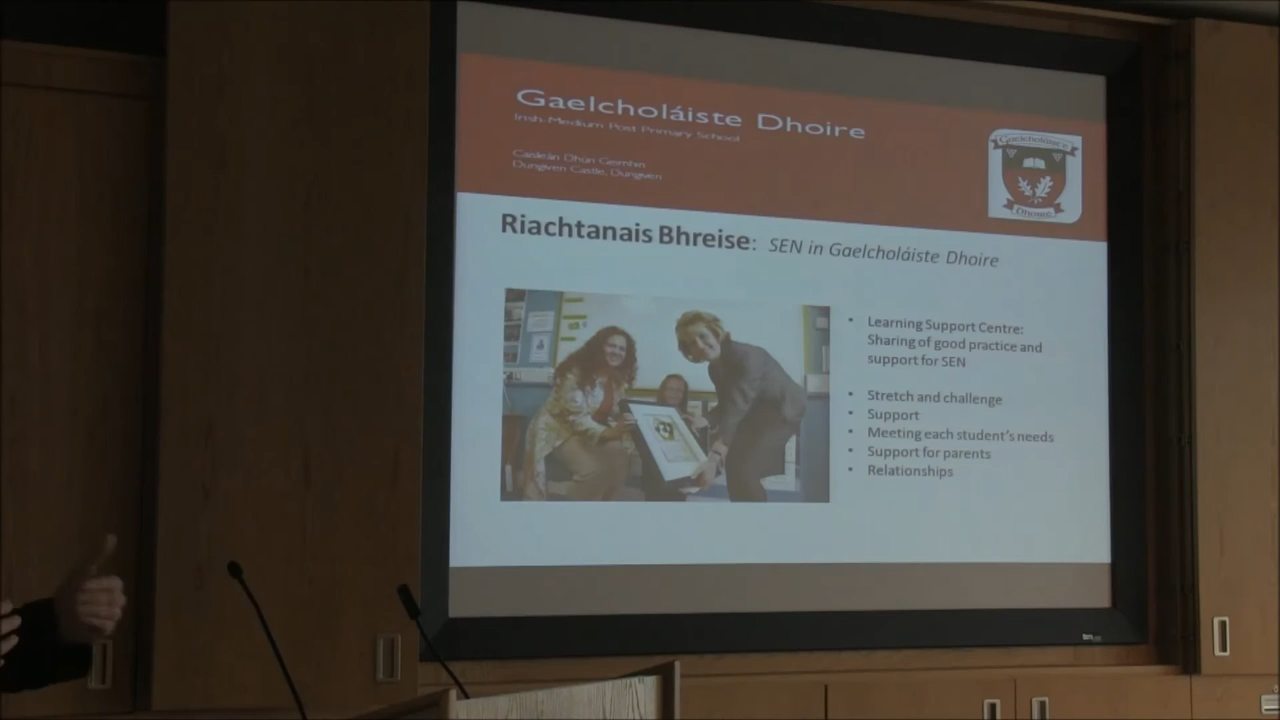 Gaelcholáiste Dhoire
Irish-Medium Post Primary School
Caisleán Dhún Geimhin
Dungiven Castle, Dungiven
Gaelcholáiste
Dhoire
Riachtanais Bhreise: SEN in Gaelcholáiste Dhoire
• Learning Support Centre:
Sharing of good practice and
support for SEN
• Stretch and challenge
• Support
• Meeting each student's needs
• Support for parents
• Relationships